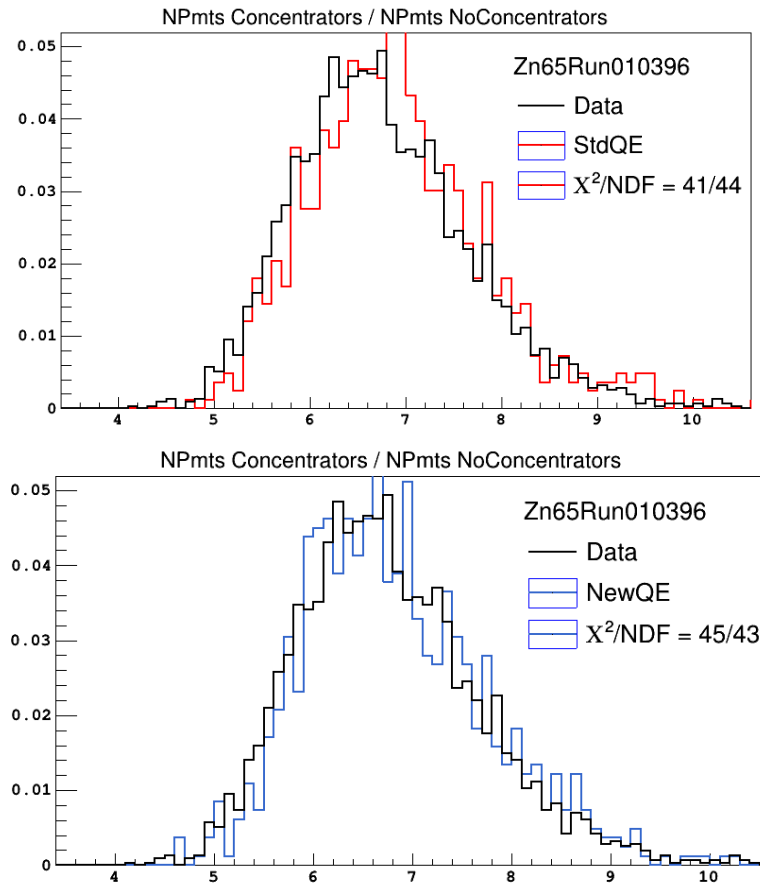 NPmts Concentrators / NPmts NoConcentrators
0.05
0.04
0.03
0.02
0.01
0
Zn65Run010396
Data
StdQE
Χ²/NDF = 41/44
4 5 6 7 8 9 10
NPmts Concentrators / NPmts NoConcentrators
0.05
0.04
0.03
0.02
0.01
0
Zn65Run010396
Data
NewQE
Χ²/NDF = 45/43
4 5 6 7 8 9 10